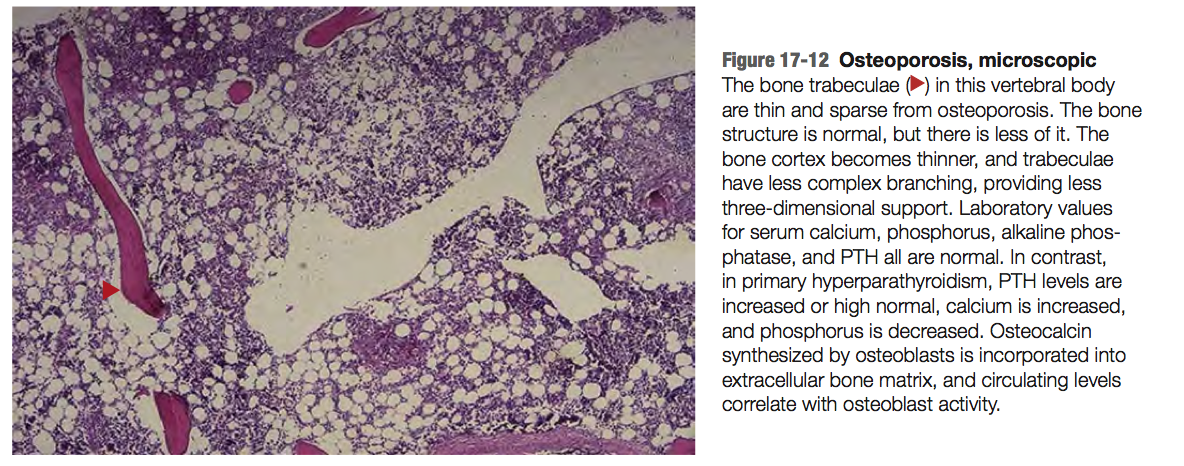 Figure 17-12 Osteoporosis, microscopic
The bone trabeculae (▶) in this vertebral body
are thin and sparse from osteoporosis. The bone
structure is normal, but there is less of it. The
bone cortex becomes thinner, and trabeculae
have less complex branching, providing less
three-dimensional support. Laboratory values
for serum calcium, phosphorus, alkaline phos-
phatase, and PTH all are normal. In contrast,
in primary hyperparathyroidism, PTH levels are
increased or high normal, calcium is increased,
and phosphorus is decreased. Osteocalcin
synthesized by osteoblasts is incorporated into
extracellular bone matrix, and circulating levels
correlate with osteoblast activity.